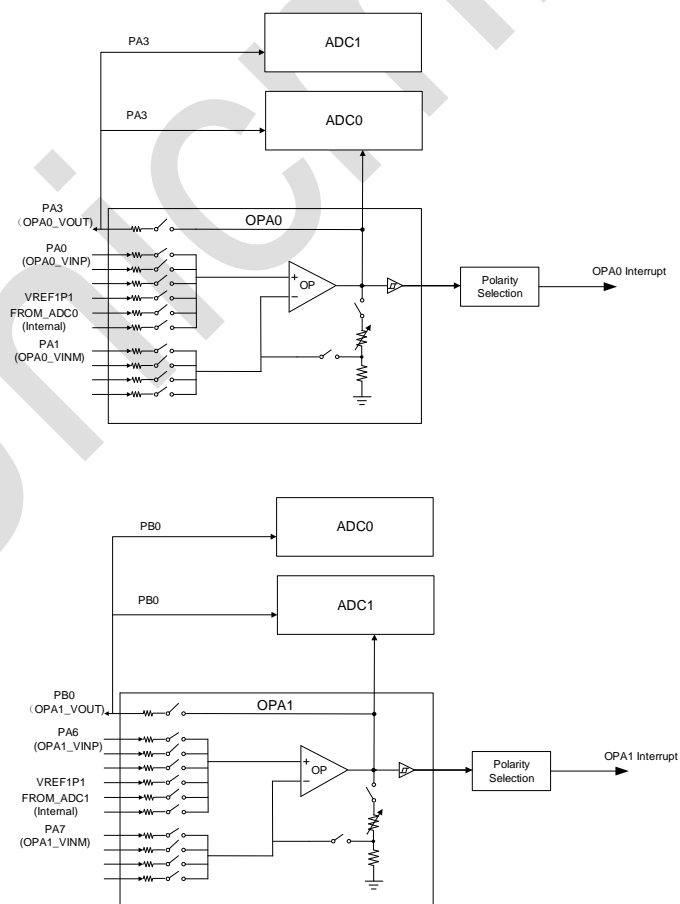 PA3
ADC1
PA3
ADC0
PA3
(OPA0_VOUT)
OPA0
PA0
(OPA0_VINP)
+
OP
−
Polarity
Selection
OPA0 Interrupt
VREF1P1
FROM_ADC0
(Internal)
PA1
(OPA0_VINM)
PB0
ADC0
PB0
ADC1
PB0
(OPA1_VOUT)
OPA1
PA6
(OPA1_VINP)
+
OP
−
Polarity
Selection
OPA1 Interrupt
VREF1P1
FROM_ADC1
(Internal)
PA7
(OPA1_VINM)